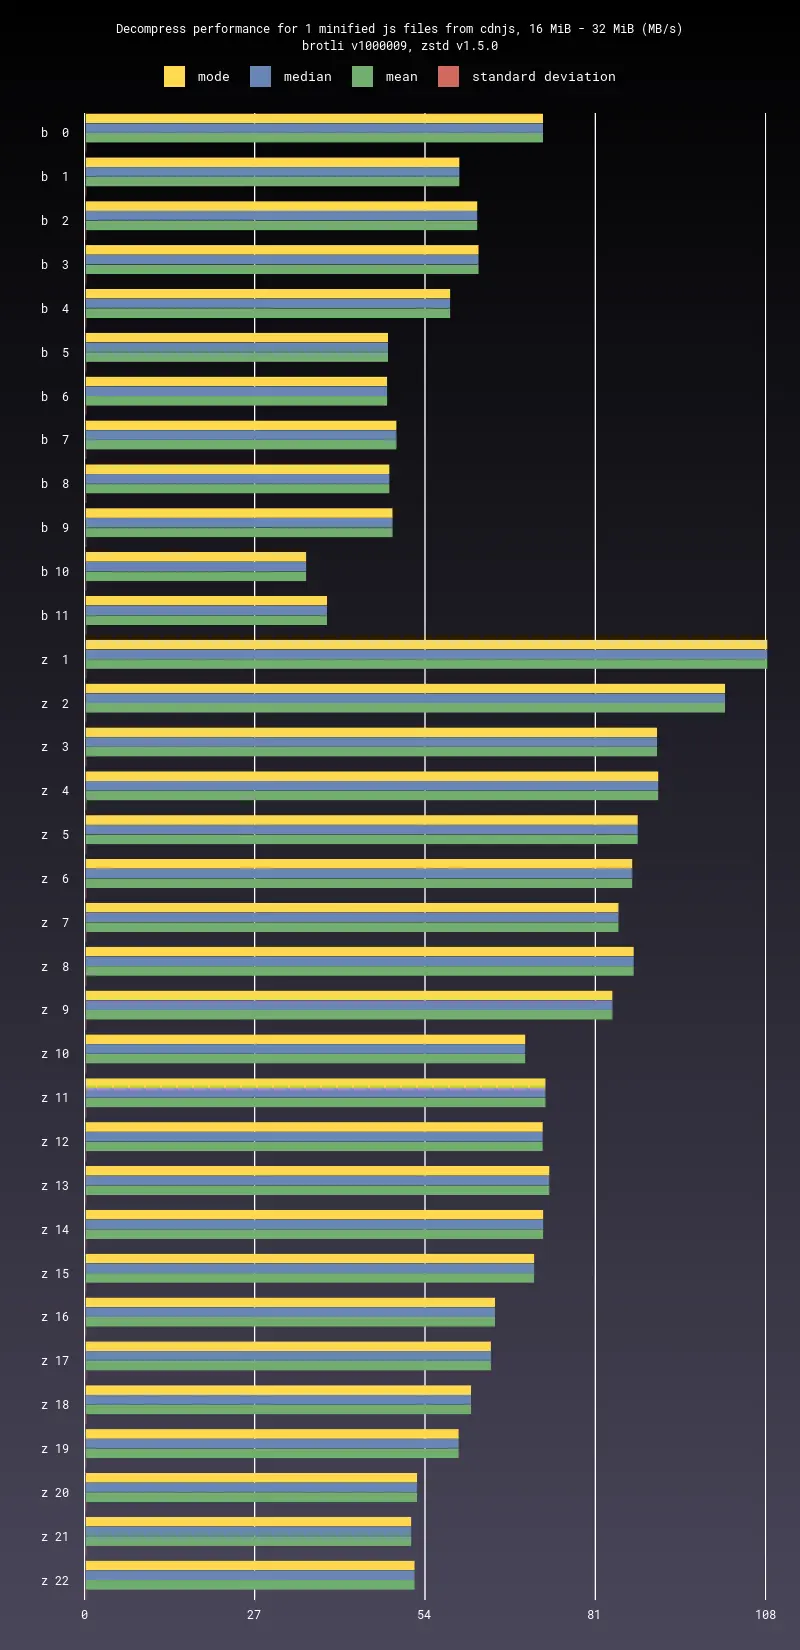 Decompress performance for 1 minified js files from cdnjs, 16 MiB - 32 MiB (MB/s)
brotli v1000009, zstd v1.5.0
mode median mean standard deviation
b 0
b 1
b 2
b 3
b 4
b 5
b 6
b 7
b 8
b 9
b 10
b 11
z 1
z 2
z 3
z 4
z 5
z 6
z 7
z 8
z 9
z 10
z 11
z 12
z 13
z 14
z 15
z 16
z 17
z 18
z 19
z 20
z 21
z 22
0 27 54 81 108